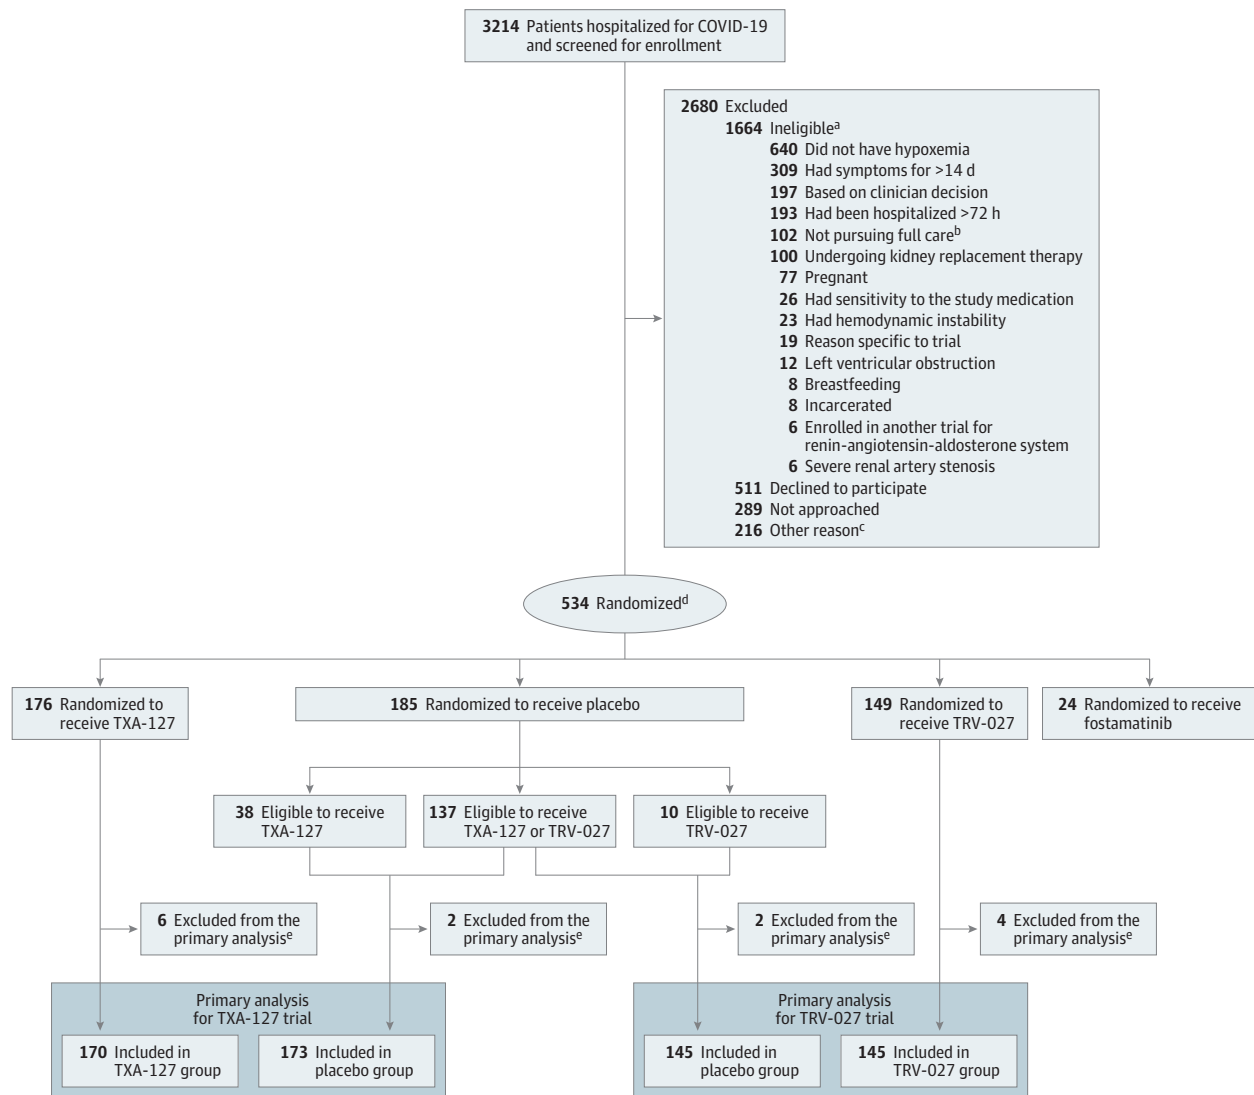 3214 Patients hospitalized for COVID-19
and screened for enrollment
2680 Excluded
1664 Ineligibleᵃ
640 Did not have hypoxemia
309 Had symptoms for >14 d
197 Based on clinician decision
193 Had been hospitalized >72 h
102 Not pursuing full careᵇ
100 Undergoing kidney replacement therapy
77 Pregnant
26 Had sensitivity to the study medication
23 Had hemodynamic instability
19 Reason specific to trial
12 Left ventricular obstruction
8 Breastfeeding
8 Incarcerated
6 Enrolled in another trial for
renin-angiotensin-aldosterone system
6 Severe renal artery stenosis
511 Declined to participate
289 Not approached
216 Other reasonᶜ
534 Randomizedᵈ
176 Randomized to
receive TXA-127
185 Randomized to receive placebo
149 Randomized to
receive TRV-027
24 Randomized to receive
fostamatinib
38 Eligible to receive
TXA-127
137 Eligible to receive
TXA-127 or TRV-027
10 Eligible to receive
TRV-027
6 Excluded from the
primary analysisᵉ
2 Excluded from the
primary analysisᵉ
2 Excluded from the
primary analysisᵉ
4 Excluded from the
primary analysisᵉ
Primary analysis
for TXA-127 trial
170 Included in
TXA-127 group
173 Included in
placebo group
Primary analysis
for TRV-027 trial
145 Included in
placebo group
145 Included in
TRV-027 group